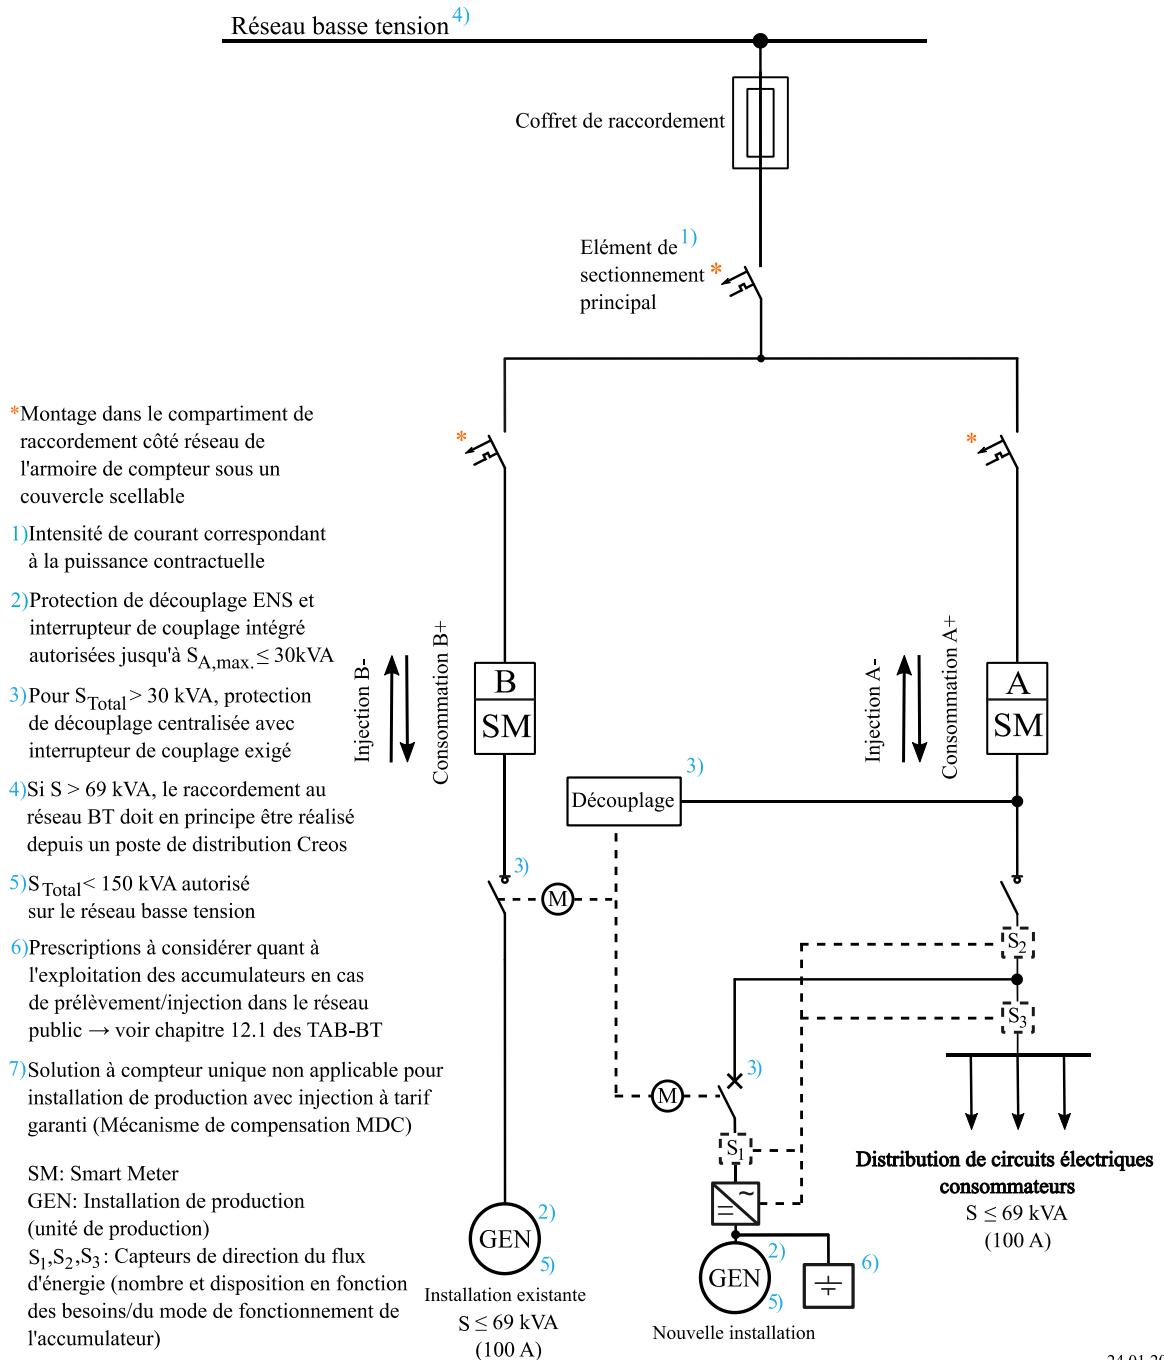 Réseau basse tension 4)
Coffret de raccordement
Elément de 1)
sectionnement *
principal
*
*
*Montage dans le compartiment de
raccordement côté réseau de
l'armoire de compteur sous un
couvercle scellable
1)Intensité de courant correspondant
à la puissance contractuelle
2)Protection de découplage ENS et
interrupteur de couplage intégré
autorisées jusqu'à SA,max. ≤ 30kVA
3)Pour STotal > 30 kVA, protection
de découplage centralisée avec
interrupteur de couplage exigé
4)Si S > 69 kVA, le raccordement au
réseau BT doit en principe être réalisé
depuis un poste de distribution Creos
5)STotal < 150 kVA autorisé
sur le réseau basse tension
6)Prescriptions à considérer quant à
l'exploitation des accumulateurs en cas
de prélèvement/injection dans le réseau
public → voir chapitre 12.1 des TAB-BT
7)Solution à compteur unique non applicable pour
installation de production avec injection à tarif
garanti (Mécanisme de compensation MDC)
SM: Smart Meter
GEN: Installation de production
(unité de production)
S1,S2,S3: Capteurs de direction du flux
d'énergie (nombre et disposition en fonction
des besoins/du mode de fonctionnement de
l'accumulateur)
Injection B-
Consommation B+
B
SM
Injection A-
Consommation A+
A
SM
Découplage
3)
3)
M
S2
S3
3)
M
S1
Distribution de circuits électriques
consommateurs
S ≤ 69 kVA
(100 A)
GEN
2)
5)
Installation existante
S ≤ 69 kVA
(100 A)
GEN
2)
5)
6)
Nouvelle installation